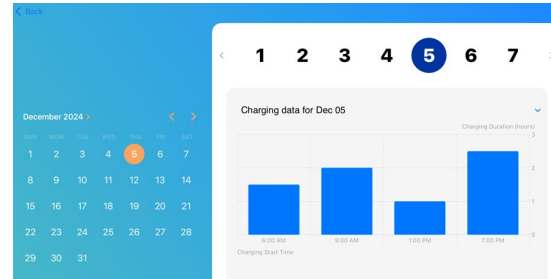 Back
1 2 3 4 5 6 7
December 2024
SUN MON TUE WED THU FRI SAT
1 2 3 4 5 6 7
8 9 10 11 12 13 14
15 16 17 18 19 20 21
22 23 24 25 26 27 28
29 30 31
Charging data for Dec 05
Charging Duration (hours)
3
2
1
0
6:00 AM 9:00 AM 1:00 PM 7:00 PM
Charging Start Time